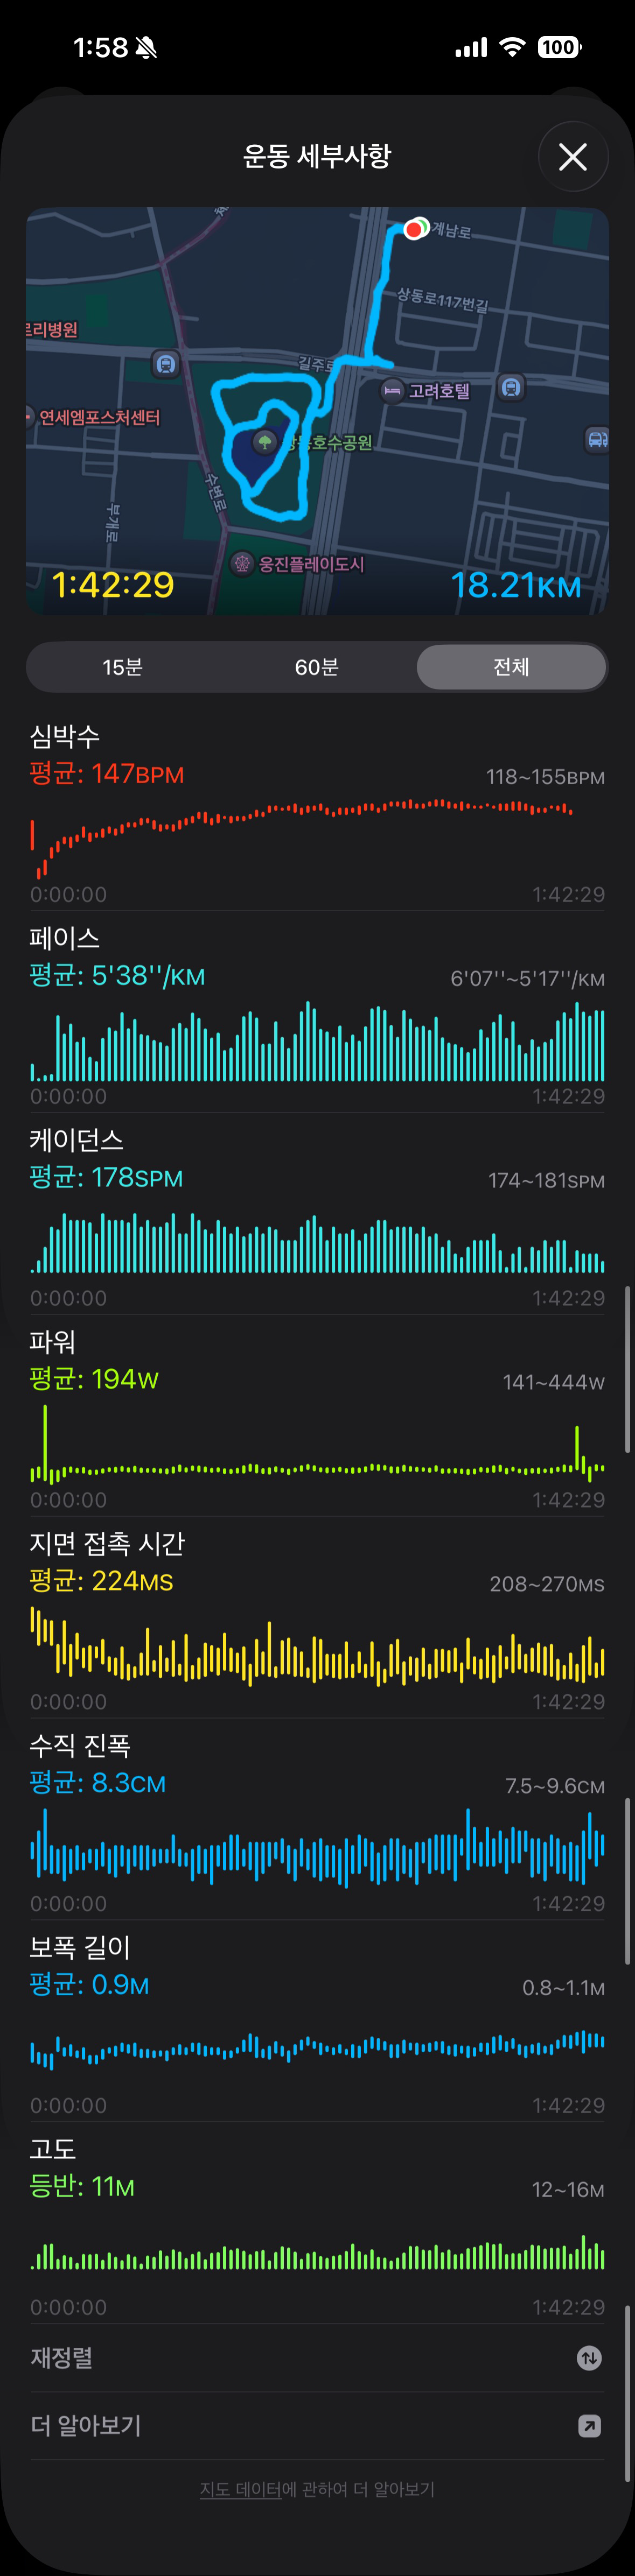 1:58
100
운동 세부사항
계남로
상동로117번길
르리병원
길주로
고려호텔
연세엠포스처센터
상동호수공원
수변로
부개로
웅진플레이도시
1:42:29
18.21KM
15분
60분
전체
심박수
평균: 147BPM
118~155BPM
0:00:00
1:42:29
페이스
평균: 5'38''/KM
6'07''~5'17''/KM
0:00:00
1:42:29
케이던스
평균: 178SPM
174~181SPM
0:00:00
1:42:29
파워
평균: 194W
141~444W
0:00:00
1:42:29
지면 접촉 시간
평균: 224MS
208~270MS
0:00:00
1:42:29
수직 진폭
평균: 8.3CM
7.5~9.6CM
0:00:00
1:42:29
보폭 길이
평균: 0.9M
0.8~1.1M
0:00:00
1:42:29
고도
등반: 11M
12~16M
0:00:00
1:42:29
재정렬
더 알아보기
지도 데이터에 관하여 더 알아보기